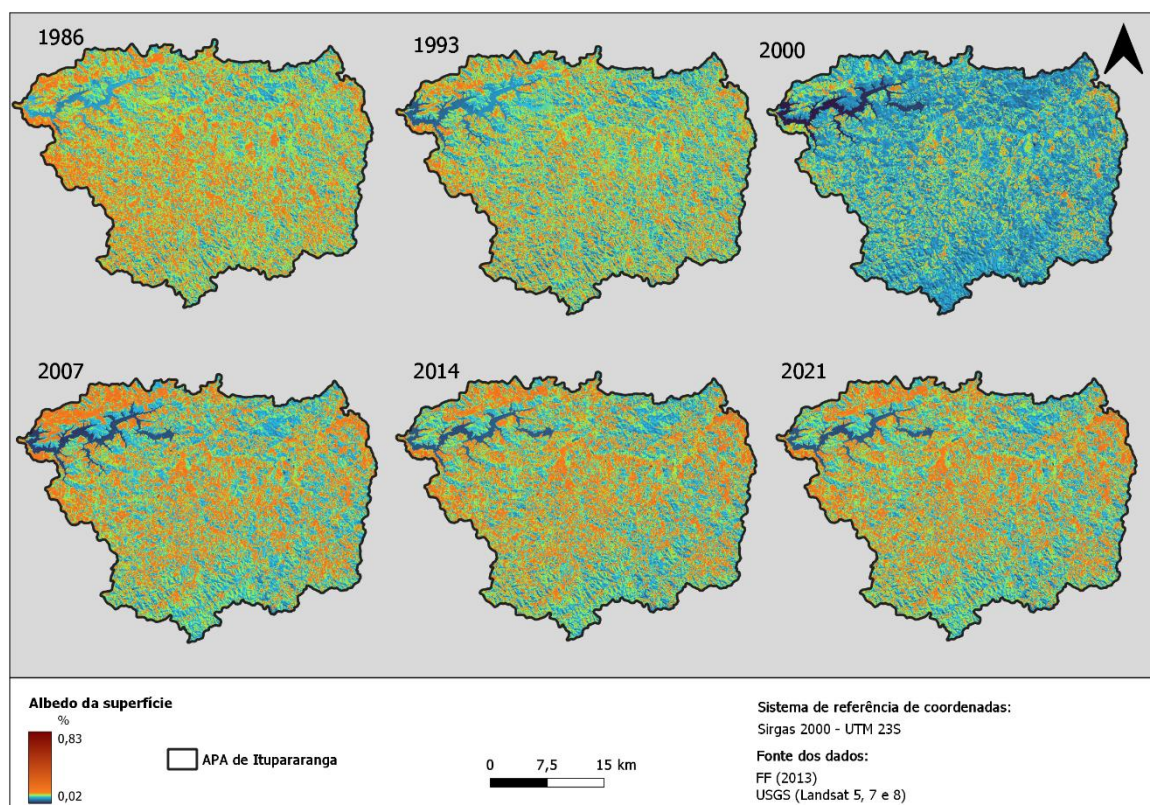 1986
1993
2000
2007
2014
2021
Albedo da superfície
%
0,83
0,02
APA de Itupararanga
0 7,5 15 km
Sistema de referência de coordenadas:
Sirgas 2000 - UTM 23S
Fonte dos dados:
FF (2013)
USGS (Landsat 5, 7 e 8)